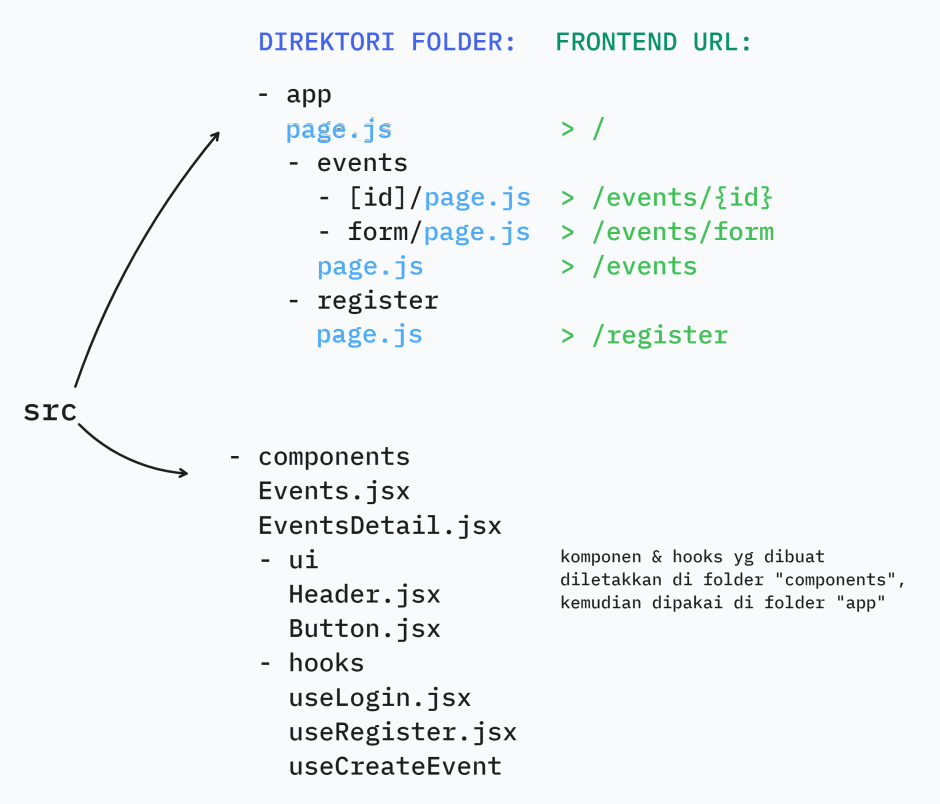 DIREKTORI FOLDER: FRONTEND URL:
- app
page.js > /
- events
- [id]/page.js > /events/{id}
- form/page.js > /events/form
page.js > /events
- register
page.js > /register
src
- components
Events.jsx
EventsDetail.jsx
- ui
Header.jsx
Button.jsx
- hooks
useLogin.jsx
useRegister.jsx
useCreateEvent
komponen & hooks yg dibuat
diletakkan di folder "components",
kemudian dipakai di folder "app"